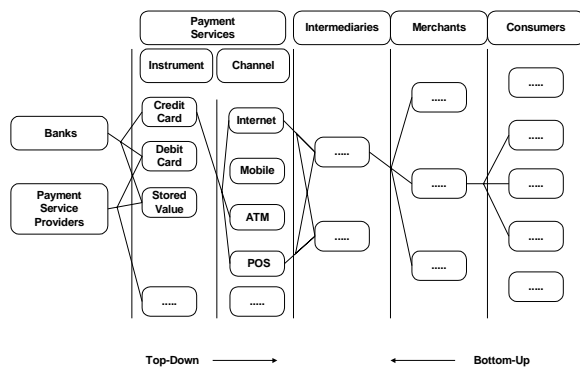 Payment
Services
Intermediaries
Merchants
Consumers
Instrument
Channel
Banks
Payment
Service
Providers
Credit
Card
Debit
Card
Stored
Value
.....
Internet
Mobile
ATM
POS
.....
.....
.....
.....
.....
.....
.....
.....
.....
.....
.....
Top-Down
Bottom-Up